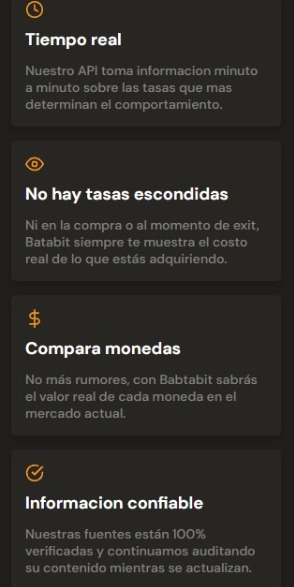 Tiempo real
Nuestro API toma informacion minuto
a minuto sobre las tasas que mas
determinan el comportamiento.
No hay tasas escondidas
Ni en la compra o al momento de exit,
Batabit siempre te muestra el costo
real de lo que estás adquiriendo.
Compara monedas
No más rumores, con Babtabit sabrás
el valor real de cada moneda en el
mercado actual.
Informacion confiable
Nuestras fuentes están 100%
verificadas y continuamos auditando
su contenido mientras se actualizan.